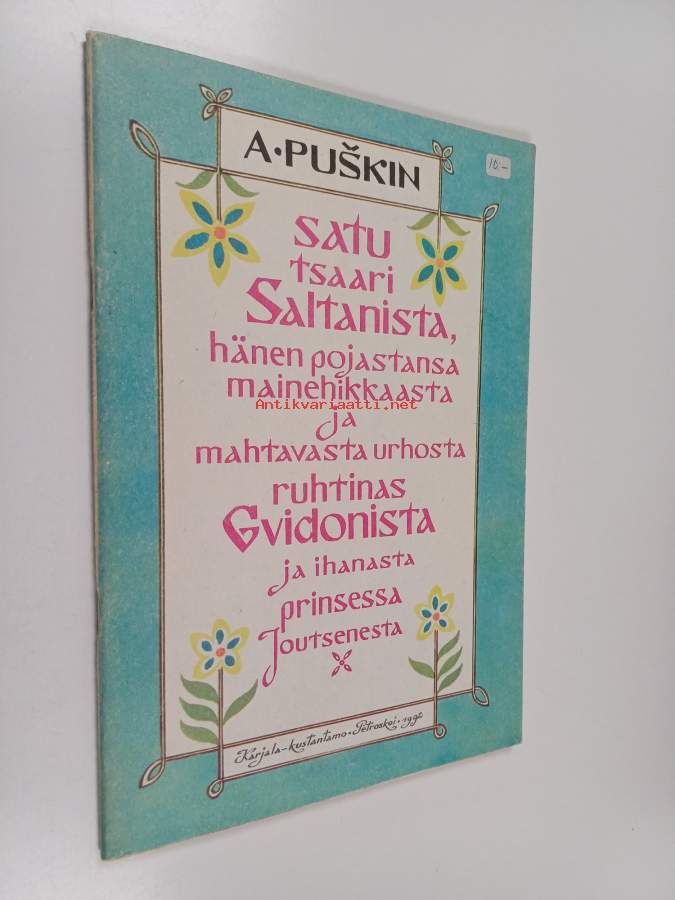 A·PUŠKIN
10:-
satu
tsaari
Saltanista,
hänen pojastansa
mainehikkaasta
Antikvariaatti.net
ja
mahtavasta urhosta
ruhtinas
Gvidonista
ja ihanasta
prinsessa
Joutsenesta
Karjala-kustantamo·Petroskoi·1992